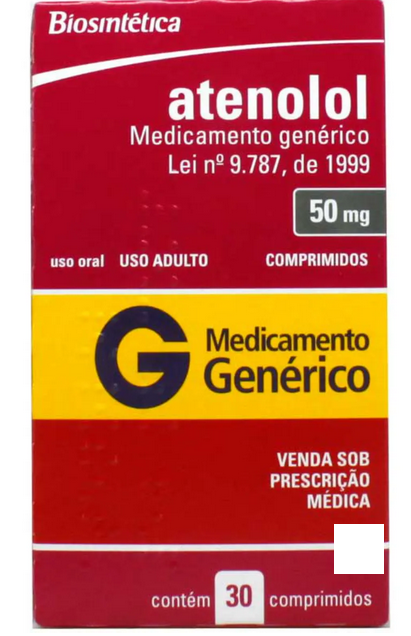 Biosintética
atenolol
Medicamento genérico
Lei nº 9.787, de 1999
50 mg
uso oral USO ADULTO COMPRIMIDOS
G Medicamento
Genérico
VENDA SOB
PRESCRIÇÃO
MÉDICA
contém 30 comprimidos